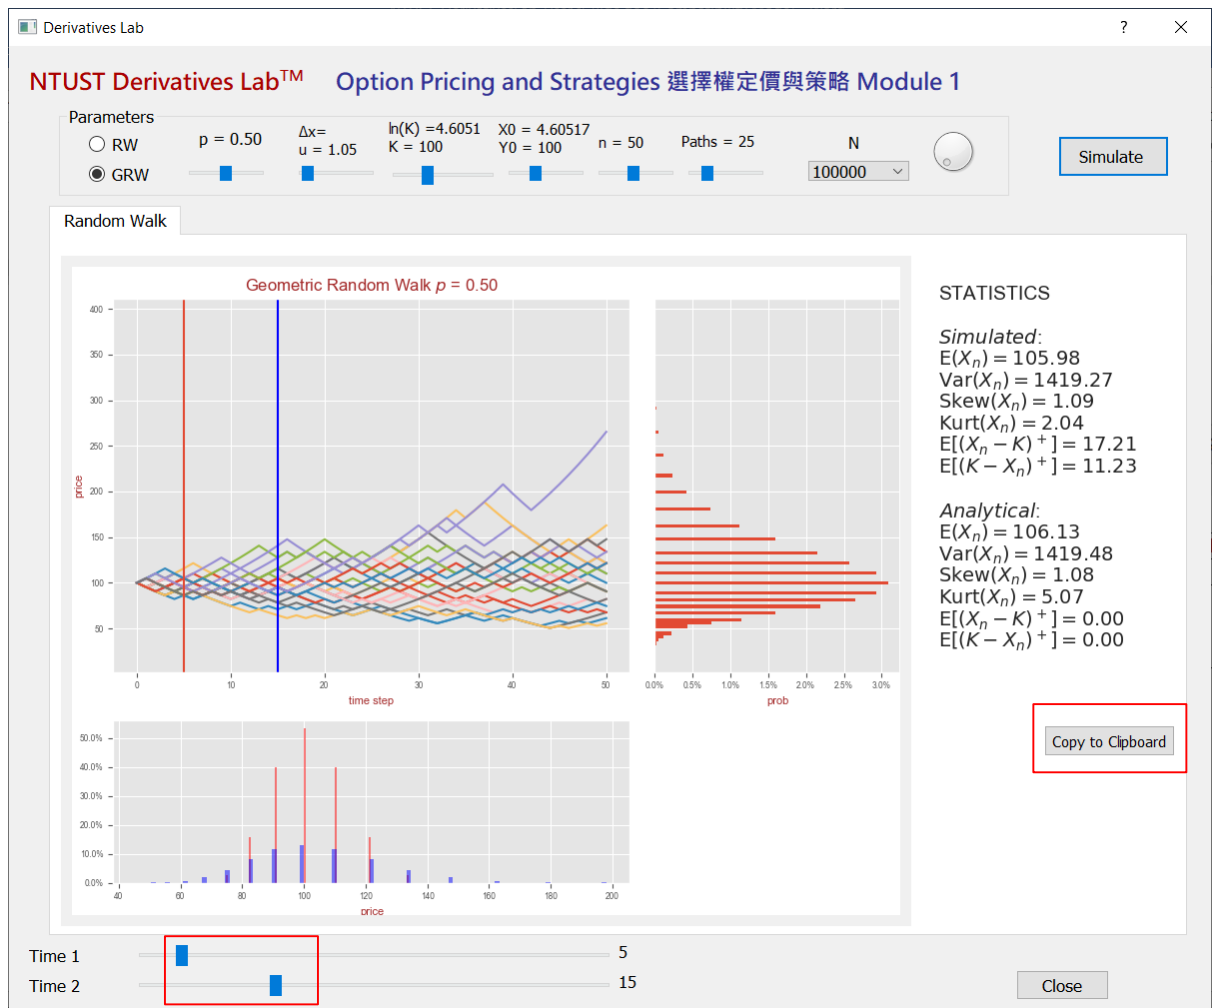 Derivatives Lab
?
NTUST Derivatives Lab™ Option Pricing and Strategies 選擇權定價與策略 Module 1
Parameters
RW
GRW
p = 0.50
Δx=
u = 1.05
ln(K) =4.6051
K = 100
X0 = 4.60517
Y0 = 100
n = 50
Paths = 25
N
100000
Simulate
Random Walk
Geometric Random Walk p = 0.50
400
350
300
250
200
150
100
50
price
0 10 20 30 40 50
time step
0.0% 0.5% 1.0% 1.5% 2.0% 2.5% 3.0%
prob
50.0%
40.0%
30.0%
20.0%
10.0%
0.0%
40 60 80 100 120 140 160 180 200
price
STATISTICS
Simulated:
E(Xₙ) = 105.98
Var(Xₙ) = 1419.27
Skew(Xₙ) = 1.09
Kurt(Xₙ) = 2.04
E[(Xₙ − K)⁺] = 17.21
E[(K − Xₙ)⁺] = 11.23
Analytical:
E(Xₙ) = 106.13
Var(Xₙ) = 1419.48
Skew(Xₙ) = 1.08
Kurt(Xₙ) = 5.07
E[(Xₙ − K)⁺] = 0.00
E[(K − Xₙ)⁺] = 0.00
Copy to Clipboard
Time 1 5
Time 2 15
Close